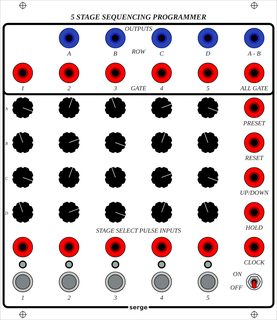 5 STAGE SEQUENCING PROGRAMMER
OUTPUTS
A B C D A - B
ROW
1 2 3 GATE 4 5 ALL GATE
A
PRESET
B
RESET
C
UP/DOWN
D
HOLD
STAGE SELECT PULSE INPUTS
CLOCK
ON
OFF
1 2 3 4 5
serge